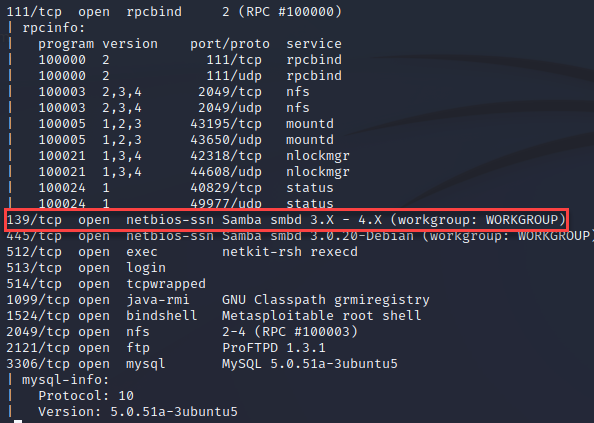 111/tcp  open  rpcbind     2 (RPC #100000)
| rpcinfo:
|   program version    port/proto  service
|   100000  2            111/tcp  rpcbind
|   100000  2            111/udp  rpcbind
|   100003  2,3,4       2049/tcp  nfs
|   100003  2,3,4       2049/udp  nfs
|   100005  1,2,3      43195/tcp  mountd
|   100005  1,2,3      43650/udp  mountd
|   100021  1,3,4      42318/tcp  nlockmgr
|   100021  1,3,4      44608/udp  nlockmgr
|   100024  1          40829/tcp  status
|   100024  1          49977/udp  status
139/tcp  open  netbios-ssn Samba smbd 3.X - 4.X (workgroup: WORKGROUP)
445/tcp  open  netbios-ssn Samba smbd 3.0.20-Debian (workgroup: WORKGROUP)
512/tcp  open  exec        netkit-rsh rexecd
513/tcp  open  login
514/tcp  open  tcpwrapped
1099/tcp open  java-rmi    GNU Classpath grmiregistry
1524/tcp open  bindshell   Metasploitable root shell
2049/tcp open  nfs         2-4 (RPC #100003)
2121/tcp open  ftp         ProFTPD 1.3.1
3306/tcp open  mysql       MySQL 5.0.51a-3ubuntu5
| mysql-info:
|   Protocol: 10
|   Version: 5.0.51a-3ubuntu5